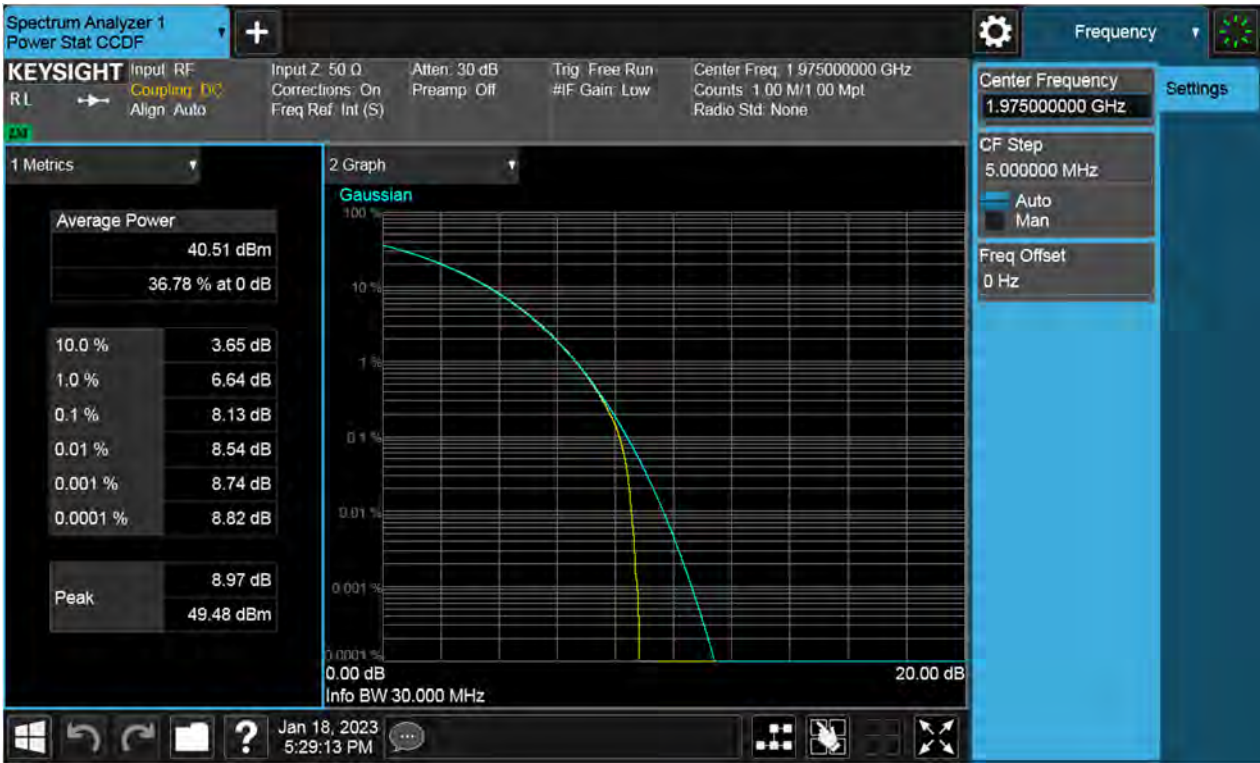 Spectrum Analyzer 1
Power Stat CCDF
+
Frequency
KEYSIGHT
R L
Input: RF
Coupling: DC
Align: Auto
Input Z: 50 Ω
Corrections: On
Freq Ref: Int (S)
Atten: 30 dB
Preamp: Off
Trig: Free Run
#IF Gain: Low
Center Freq: 1.975000000 GHz
Counts: 1.00 M/1.00 Mpt
Radio Std: None
Center Frequency
1.975000000 GHz
Settings
CF Step
5.000000 MHz
Auto
Man
Freq Offset
0 Hz
1 Metrics
Average Power
40.51 dBm
36.78 % at 0 dB
10.0 % 3.65 dB
1.0 % 6.64 dB
0.1 % 8.13 dB
0.01 % 8.54 dB
0.001 % 8.74 dB
0.0001 % 8.82 dB
Peak
8.97 dB
49.48 dBm
2 Graph
Gaussian
100 %
10 %
1 %
0.1 %
0.01 %
0.001 %
0.0001 %
0.00 dB
20.00 dB
Info BW 30.000 MHz
?
Jan 18, 2023
5:29:13 PM